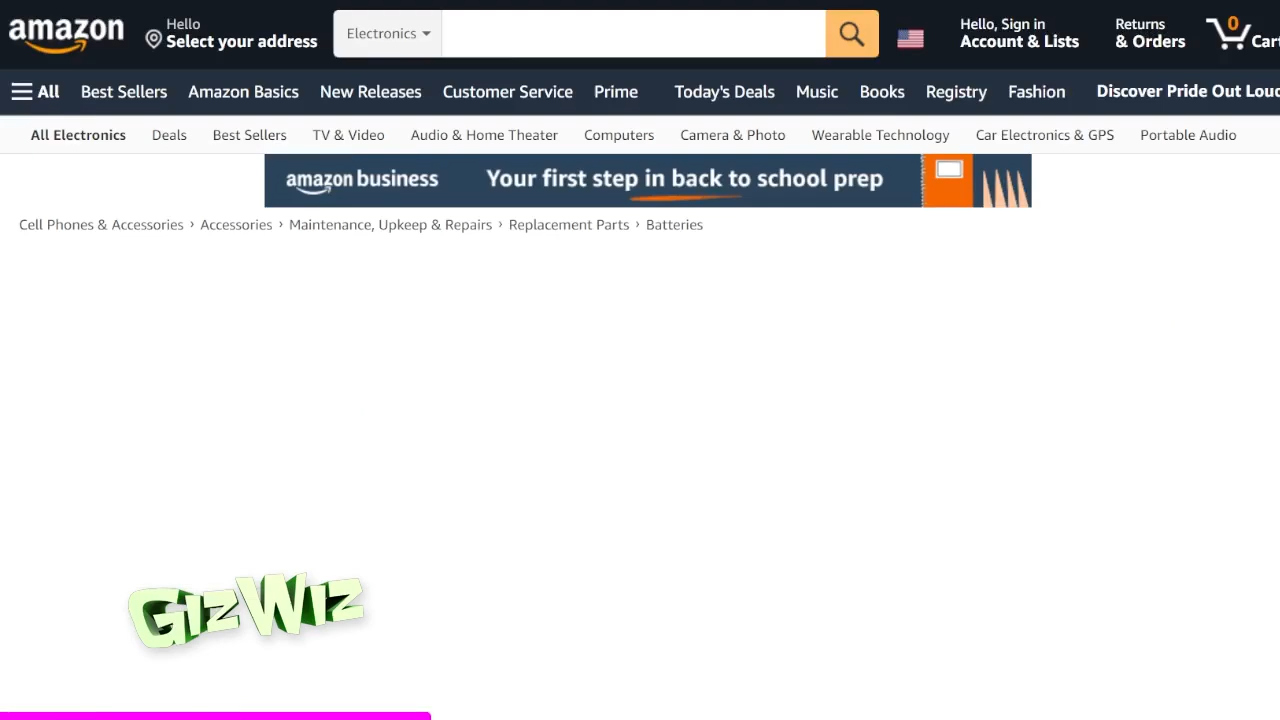 amazon
Hello
Select your address
Electronics
Hello, Sign in
Account & Lists
Returns
& Orders
0
Cart
All
Best Sellers
Amazon Basics
New Releases
Customer Service
Prime
Today's Deals
Music
Books
Registry
Fashion
Discover Pride Out Loud
All Electronics
Deals
Best Sellers
TV & Video
Audio & Home Theater
Computers
Camera & Photo
Wearable Technology
Car Electronics & GPS
Portable Audio
amazon business
Your first step in back to school prep
Cell Phones & Accessories › Accessories › Maintenance, Upkeep & Repairs › Replacement Parts › Batteries
GizWiz